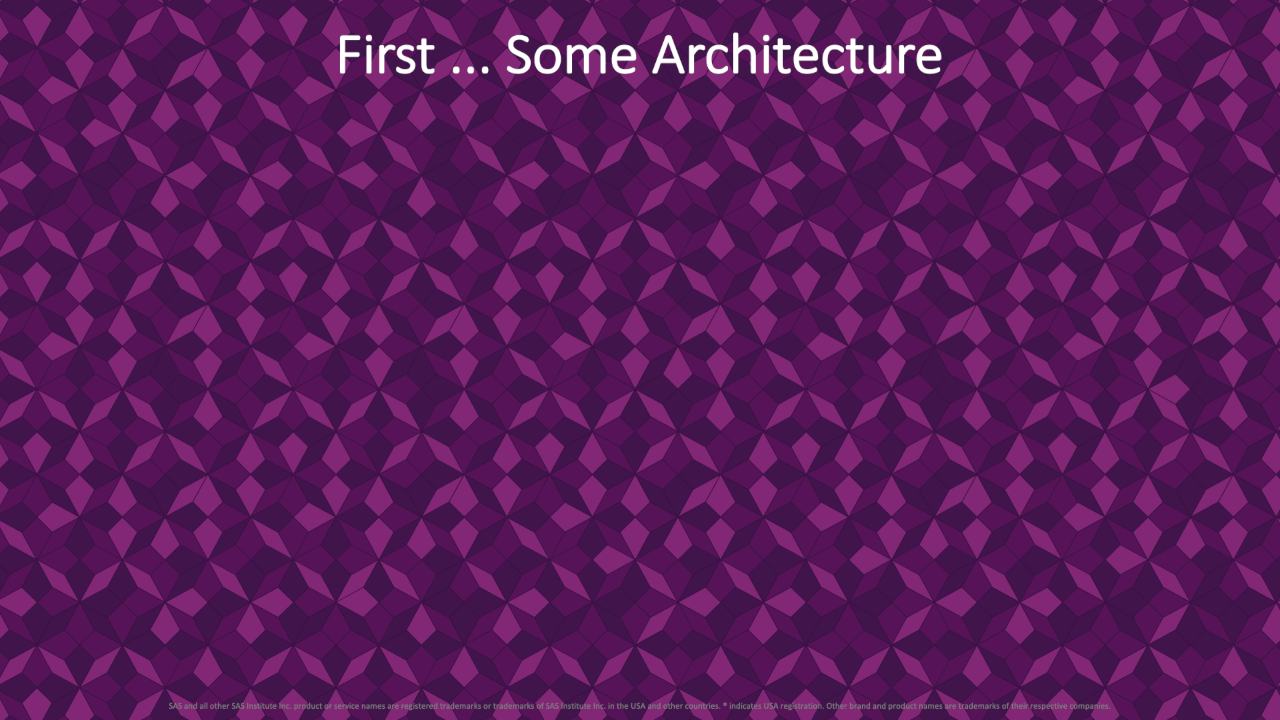 First ... Some Architecture
SAS and all other SAS Institute Inc. product or service names are registered trademarks or trademarks of SAS Institute Inc. in the USA and other countries. ® indicates USA registration. Other brand and product names are trademarks of their respective companies.